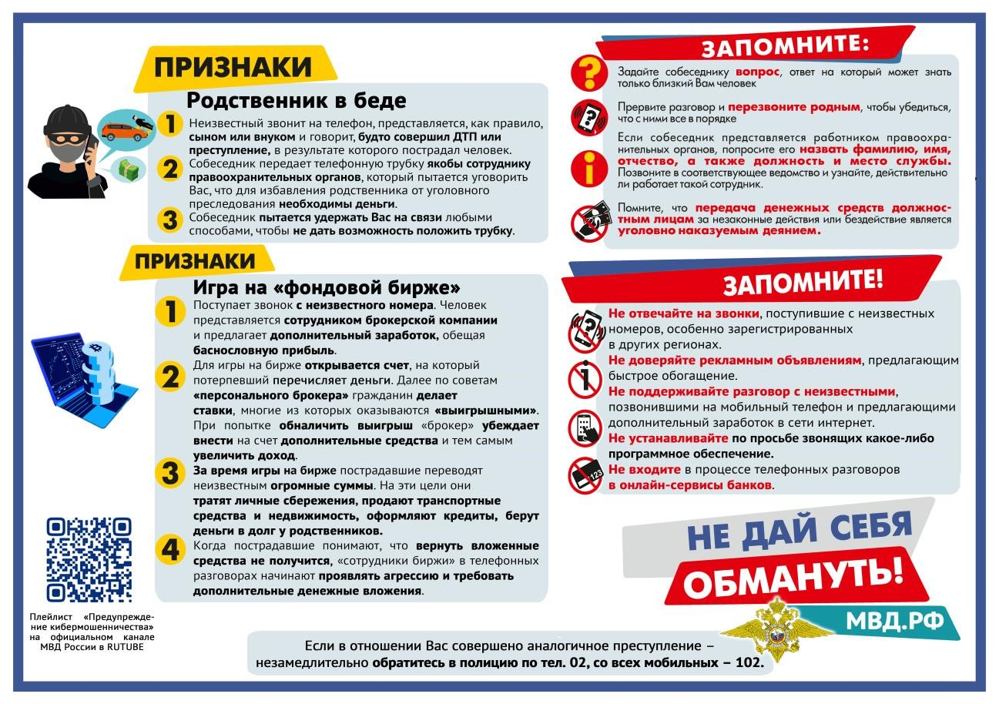 ПРИЗНАКИ
Родственник в беде
1
Неизвестный звонит на телефон, представляется, как правило,
сыном или внуком и говорит, будто совершил ДТП или
преступление, в результате которого пострадал человек.
2
Собеседник передает телефонную трубку якобы сотруднику
правоохранительных органов, который пытается уговорить
Вас, что для избавления родственника от уголовного
преследования необходимы деньги.
3
Собеседник пытается удержать Вас на связи любыми
способами, чтобы не дать возможность положить трубку.
ЗАПОМНИТЕ:
?
Задайте собеседнику вопрос, ответ на который может знать
только близкий Вам человек
?
Прервите разговор и перезвоните родным, чтобы убедиться,
что с ними все в порядке
i
Если собеседник представляется работником правоохра-
нительных органов, попросите его назвать фамилию, имя,
отчество, а также должность и место службы.
Позвоните в соответствующее ведомство и узнайте, действительно
ли работает такой сотрудник.
Помните, что передача денежных средств должнос-
тным лицам за незаконные действия или бездействие является
уголовно наказуемым деянием.
ПРИЗНАКИ
Игра на «фондовой бирже»
1
Поступает звонок с неизвестного номера. Человек
представляется сотрудником брокерской компании
и предлагает дополнительный заработок, обещая
баснословную прибыль.
2
Для игры на бирже открывается счет, на который
потерпевший перечисляет деньги. Далее по советам
«персонального брокера» гражданин делает
ставки, многие из которых оказываются «выигрышными».
При попытке обналичить выигрыш «брокер» убеждает
внести на счет дополнительные средства и тем самым
увеличить доход.
3
За время игры на бирже пострадавшие переводят
неизвестным огромные суммы. На эти цели они
тратят личные сбережения, продают транспортные
средства и недвижимость, оформляют кредиты, берут
деньги в долг у родственников.
4
Когда пострадавшие понимают, что вернуть вложенные
средства не получится, «сотрудники биржи» в телефонных
разговорах начинают проявлять агрессию и требовать
дополнительные денежные вложения.
ЗАПОМНИТЕ!
?
Не отвечайте на звонки, поступившие с неизвестных
номеров, особенно зарегистрированных
в других регионах.
i
Не доверяйте рекламным объявлениям, предлагающим
быстрое обогащение.
Не поддерживайте разговор с неизвестными,
позвонившими на мобильный телефон и предлагающими
дополнительный заработок в сети интернет.
Не устанавливайте по просьбе звонящих какое-либо
программное обеспечение.
123
Не входите в процессе телефонных разговоров
в онлайн-сервисы банков.
Плейлист «Предупрежде-
ние кибермошенничества»
на официальном канале
МВД России в RUTUBE
НЕ ДАЙ СЕБЯ
ОБМАНУТЬ!
МВД.РФ
Если в отношении Вас совершено аналогичное преступление –
незамедлительно обратитесь в полицию по тел. 02, со всех мобильных – 102.